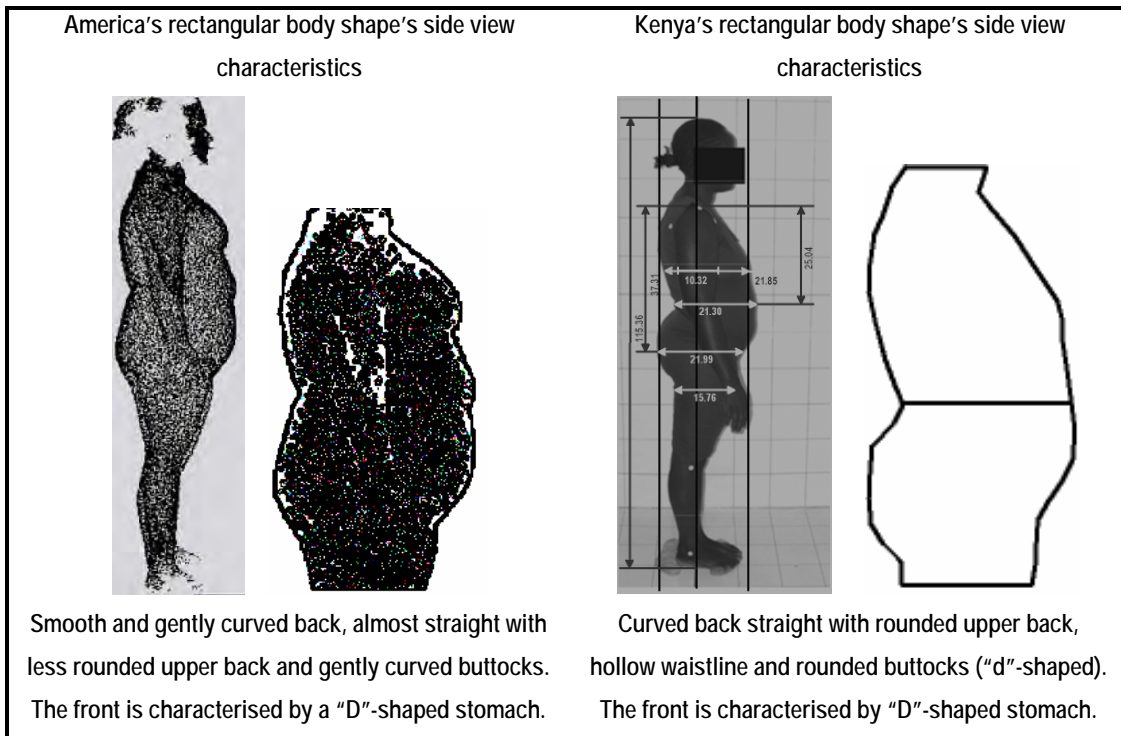 America's rectangular body shape's side view
characteristics
Kenya's rectangular body shape's side view
characteristics
25.04
37.31
10.32
21.85
21.30
115.36
21.99
15.76
Smooth and gently curved back, almost straight with
less rounded upper back and gently curved buttocks.
The front is characterised by a “D”-shaped stomach.
Curved back straight with rounded upper back,
hollow waistline and rounded buttocks (“d”-shaped).
The front is characterised by “D”-shaped stomach.